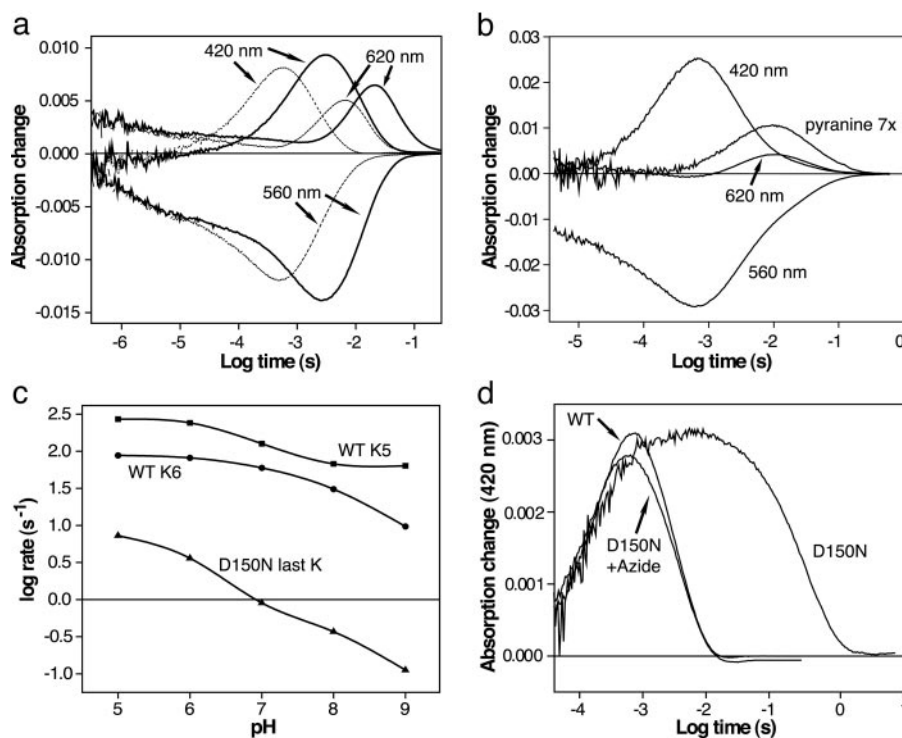 a
0.010
0.005
0.000
-0.005
-0.010
-0.015
Absorption change
420 nm
620 nm
560 nm
-6 -5 -4 -3 -2 -1
Log time (s)
b
0.03
0.02
0.01
0.00
-0.01
-0.02
-0.03
Absorption change
420 nm
pyranine 7x
620 nm
560 nm
-5 -4 -3 -2 -1 0
Log time (s)
c
2.5
2.0
1.5
1.0
0.5
0.0
-0.5
-1.0
log rate (s⁻¹)
WT K5
WT K6
D150N last K
5 6 7 8 9
pH
d
0.003
0.002
0.001
0.000
Absorption change (420 nm)
WT
D150N
+Azide
D150N
-4 -3 -2 -1 0 1
Log time (s)